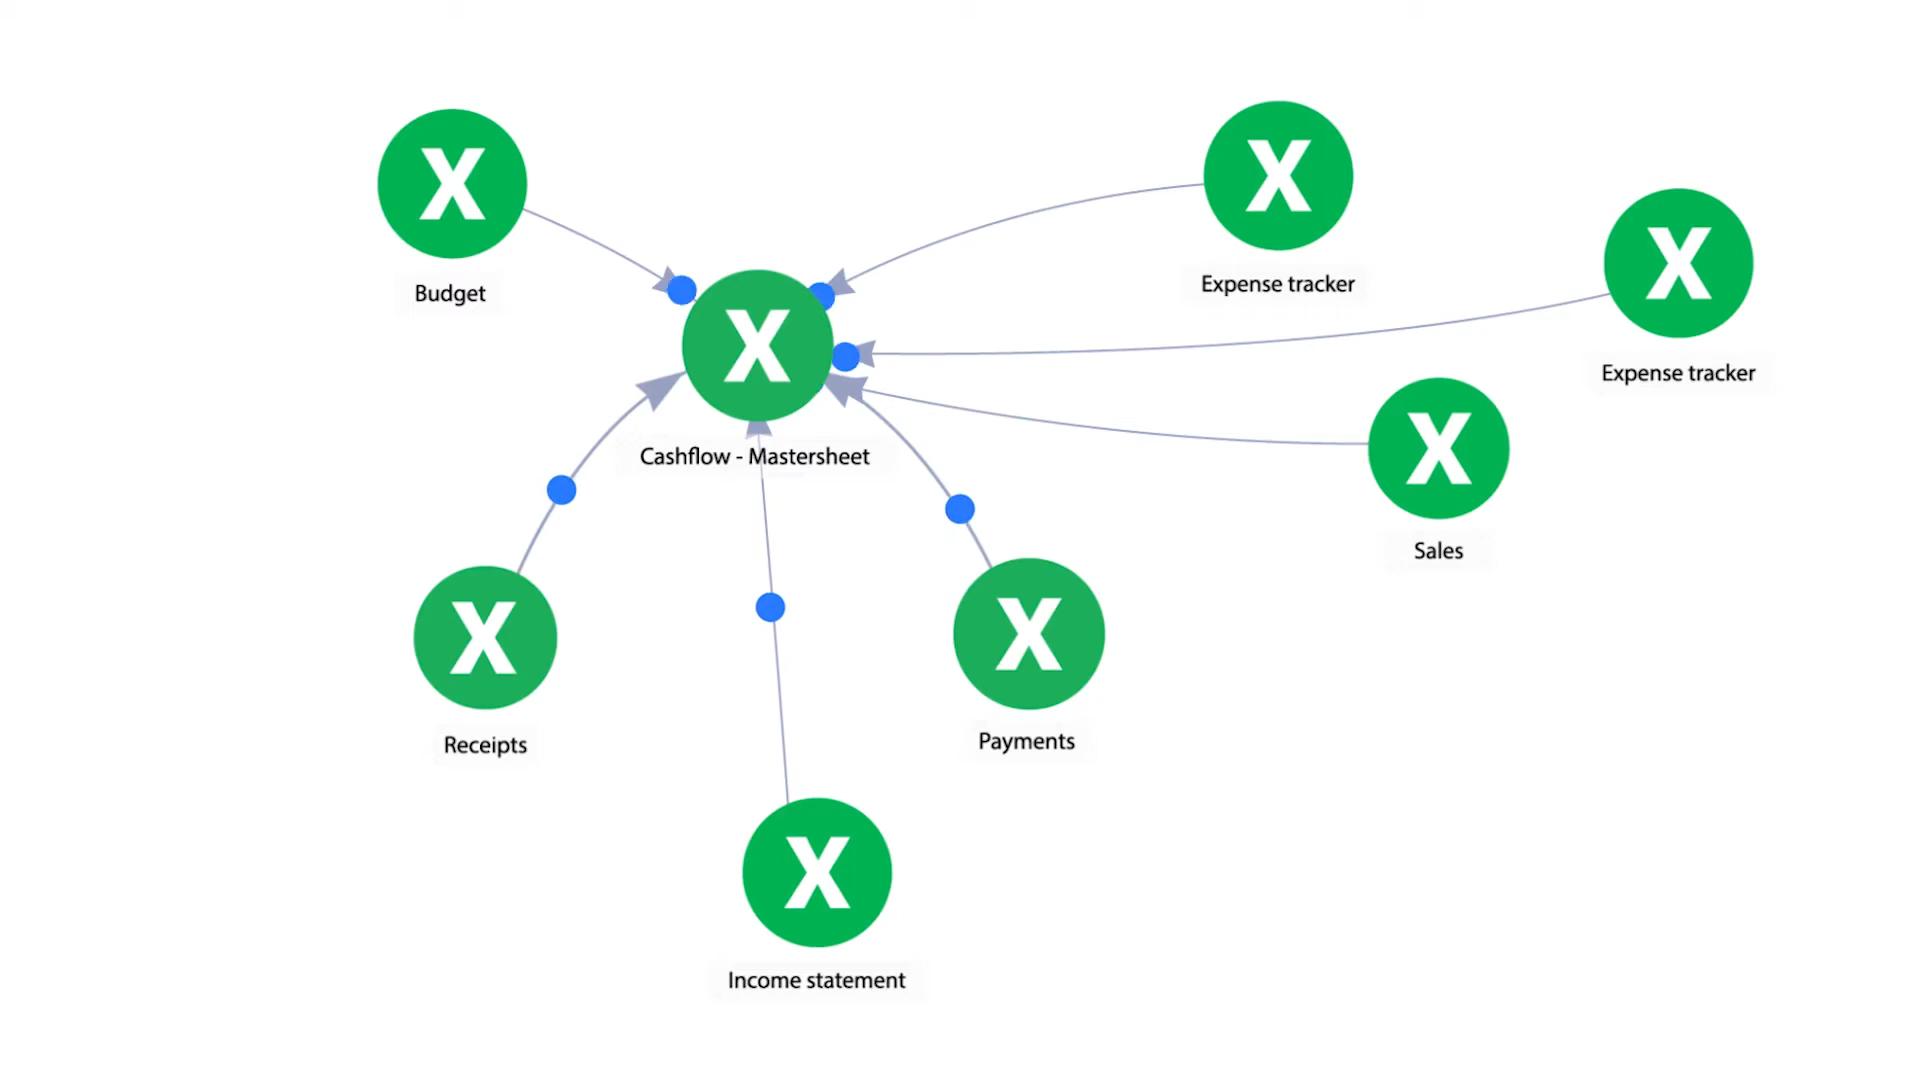 X
Budget
X
Expense tracker
X
Expense tracker
X
Cashflow - Mastersheet
X
Sales
X
Receipts
X
Payments
X
Income statement